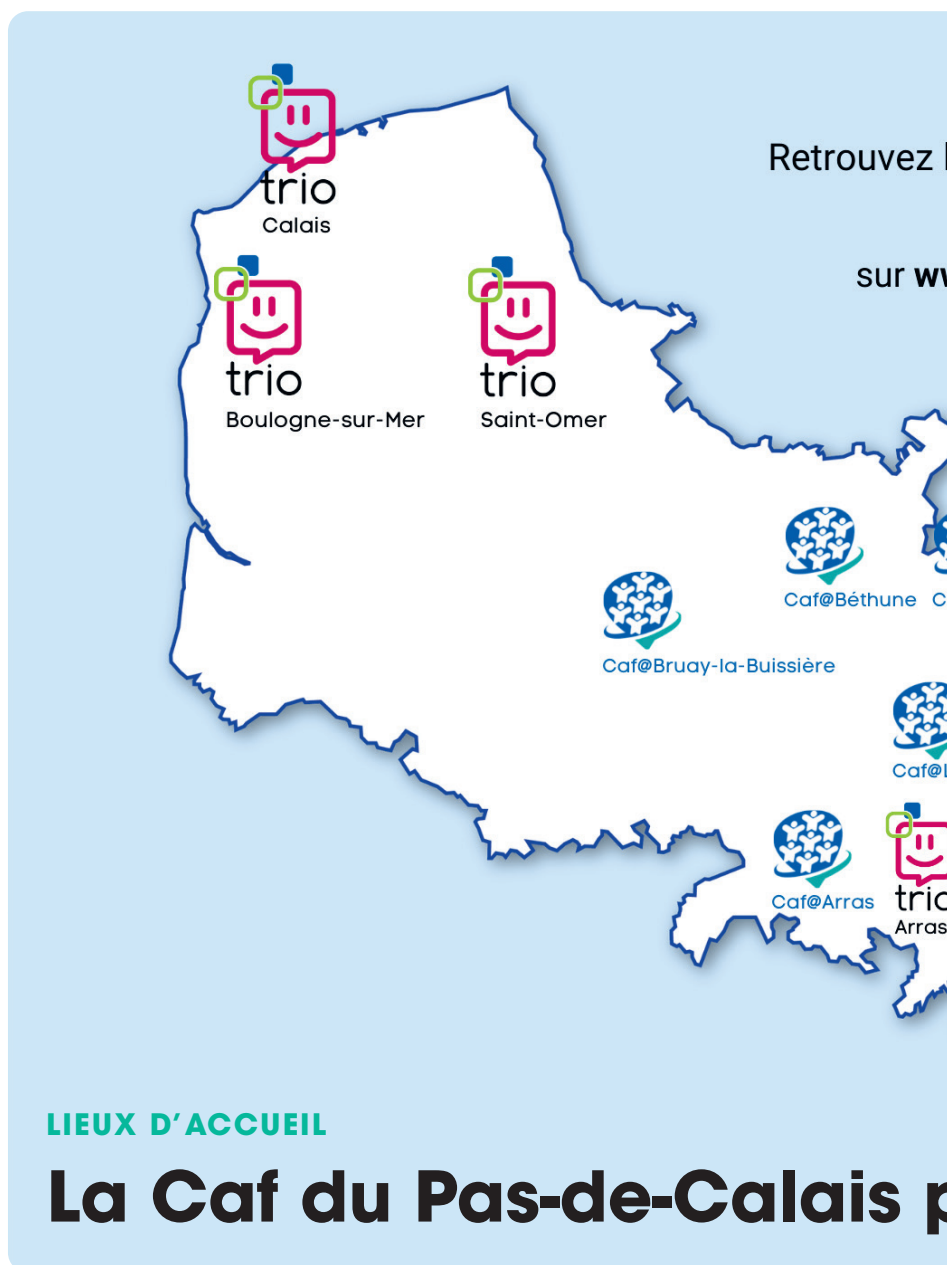 trio
Calais
Retrouvez
sur
trio
Boulogne-sur-Mer
trio
Saint-Omer
Caf@Béthune
Caf@Bruay-la-Buissière
Caf@Arras
trio
Arras
LIEUX D'ACCUEIL
La Caf du Pas-de-Calais